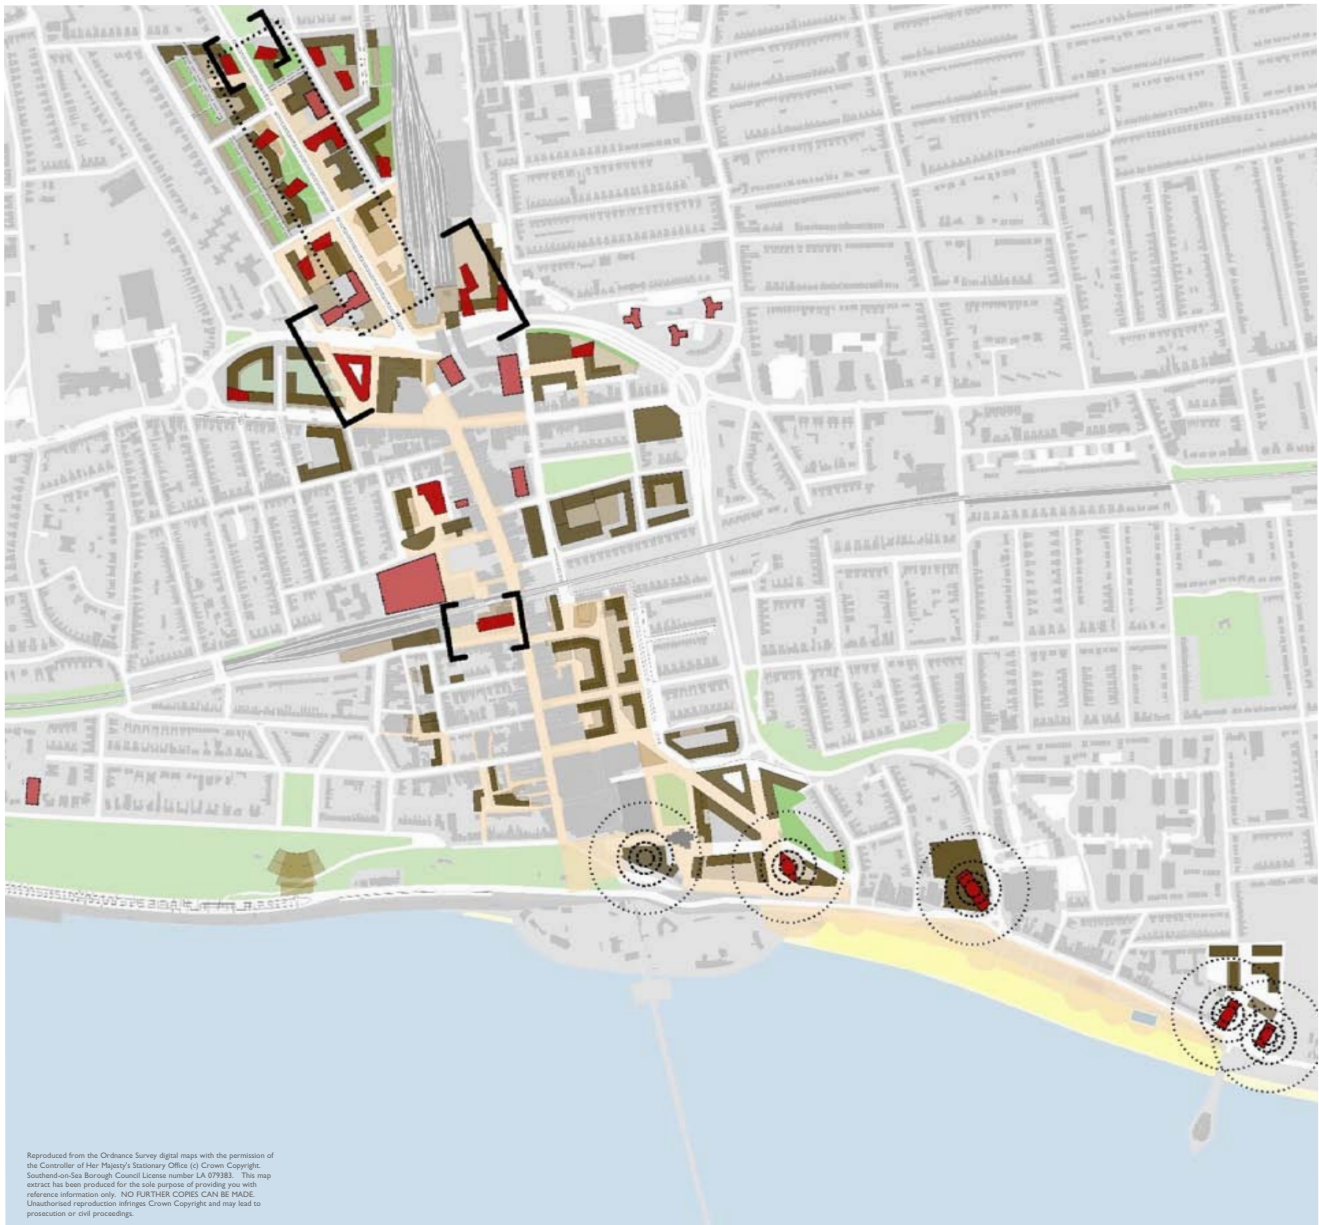 Reproduced from the Ordnance Survey digital maps with the permission of
the Controller of Her Majesty's Stationary Office (c) Crown Copyright.
Southend-on-Sea Borough Council License number LA 079383. This map
extract has been produced for the sole purpose of providing you with
reference information only. NO FURTHER COPIES CAN BE MADE.
Unauthorised reproduction infringes Crown Copyright and may lead to
prosecution or civil proceedings.